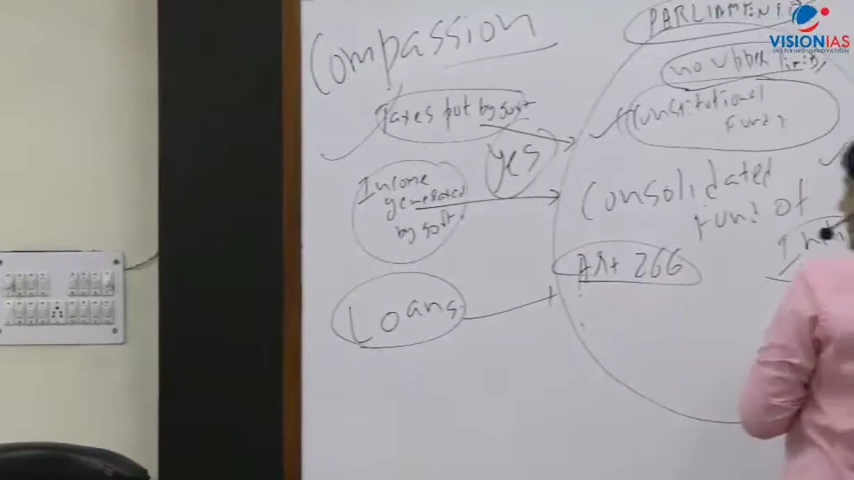 VISIONIAS
Compassion
PARLIAMENT
no upper limit
Taxes put by govt
Constitutional
Fund
Yes
Income
generated
by govt
Consolidated
Fund of
Art 266
Loans